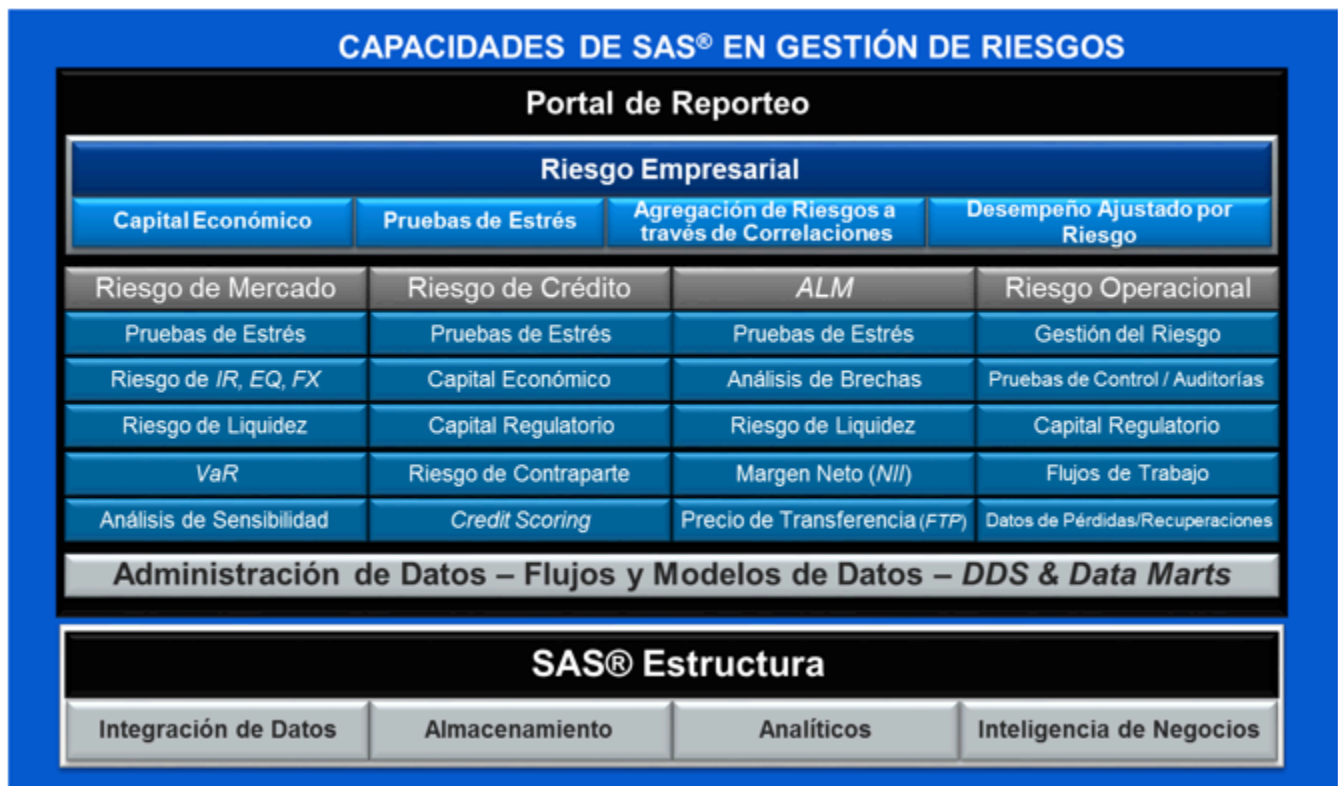 CAPACIDADES DE SAS® EN GESTIÓN DE RIESGOS
Portal de Reporteo
Riesgo Empresarial
Capital Económico
Pruebas de Estrés
Agregación de Riesgos a
través de Correlaciones
Desempeño Ajustado por
Riesgo
Riesgo de Mercado
Riesgo de Crédito
ALM
Riesgo Operacional
Pruebas de Estrés
Pruebas de Estrés
Pruebas de Estrés
Gestión del Riesgo
Riesgo de IR, EQ, FX
Capital Económico
Análisis de Brechas
Pruebas de Control / Auditorías
Riesgo de Liquidez
Capital Regulatorio
Riesgo de Liquidez
Capital Regulatorio
VaR
Riesgo de Contraparte
Margen Neto (NII)
Flujos de Trabajo
Análisis de Sensibilidad
Credit Scoring
Precio de Transferencia (FTP)
Datos de Pérdidas/Recuperaciones
Administración de Datos – Flujos y Modelos de Datos – DDS & Data Marts
SAS® Estructura
Integración de Datos
Almacenamiento
Analíticos
Inteligencia de Negocios